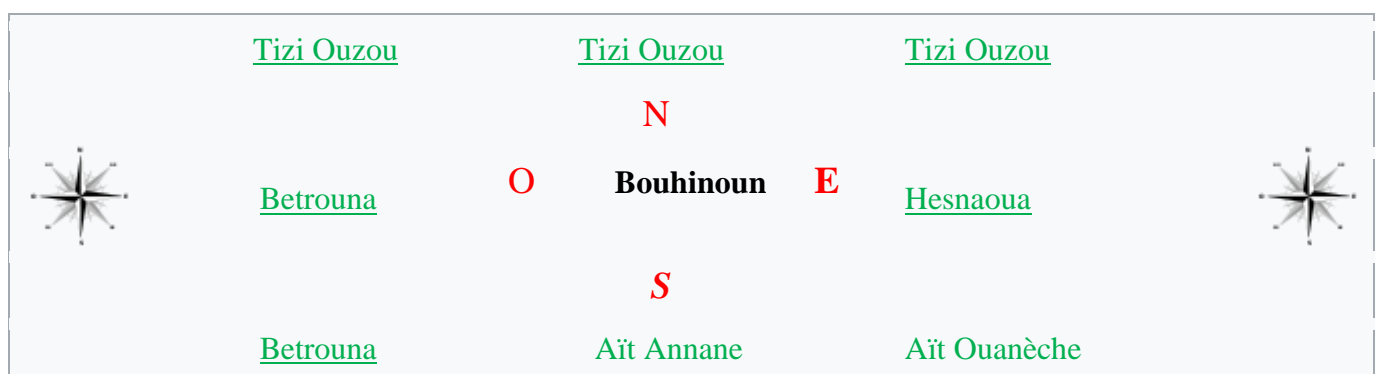 Tizi Ouzou Tizi Ouzou Tizi Ouzou
N
Betrouna O Bouhinoun E Hesnaoua
S
Betrouna Aït Annane Aït Ouanèche